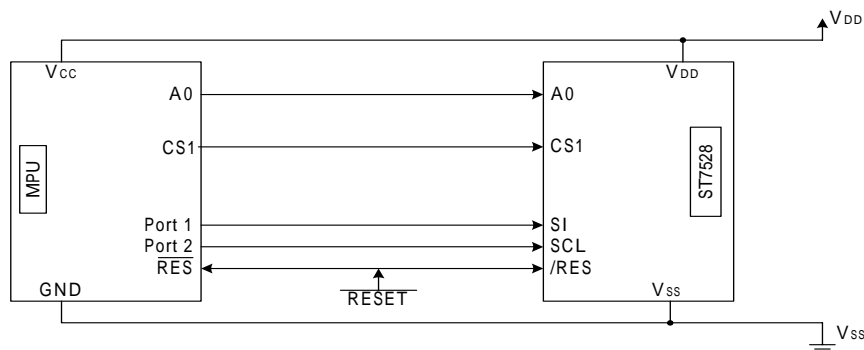 VDD
VCC VDD
A0 A0
CS1 CS1
MPU ST7528
Port 1 SI
Port 2 SCL
RES /RES
GND RESET VSS
VSS